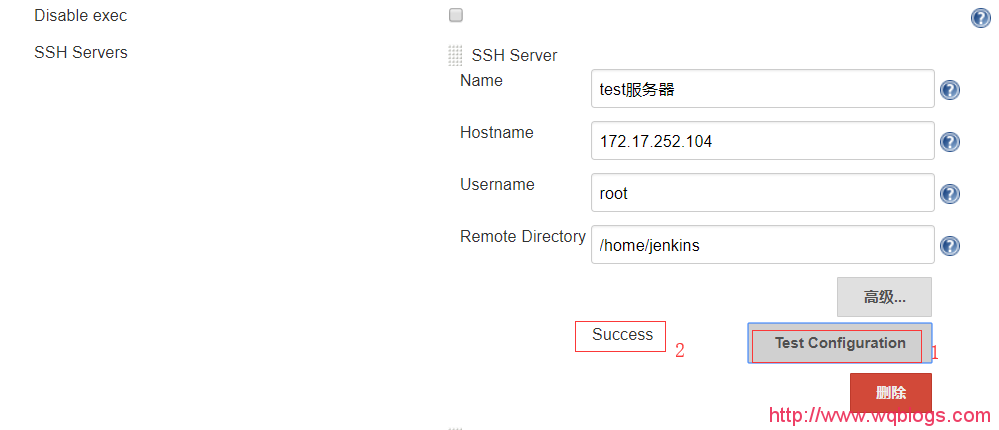 Disable exec
SSH Servers
SSH Server
Name
test服务器
Hostname
172.17.252.104
Username
root
Remote Directory
/home/jenkins
高级...
Success
2
Test Configuration
1
删除
http://www.wqblogs.com